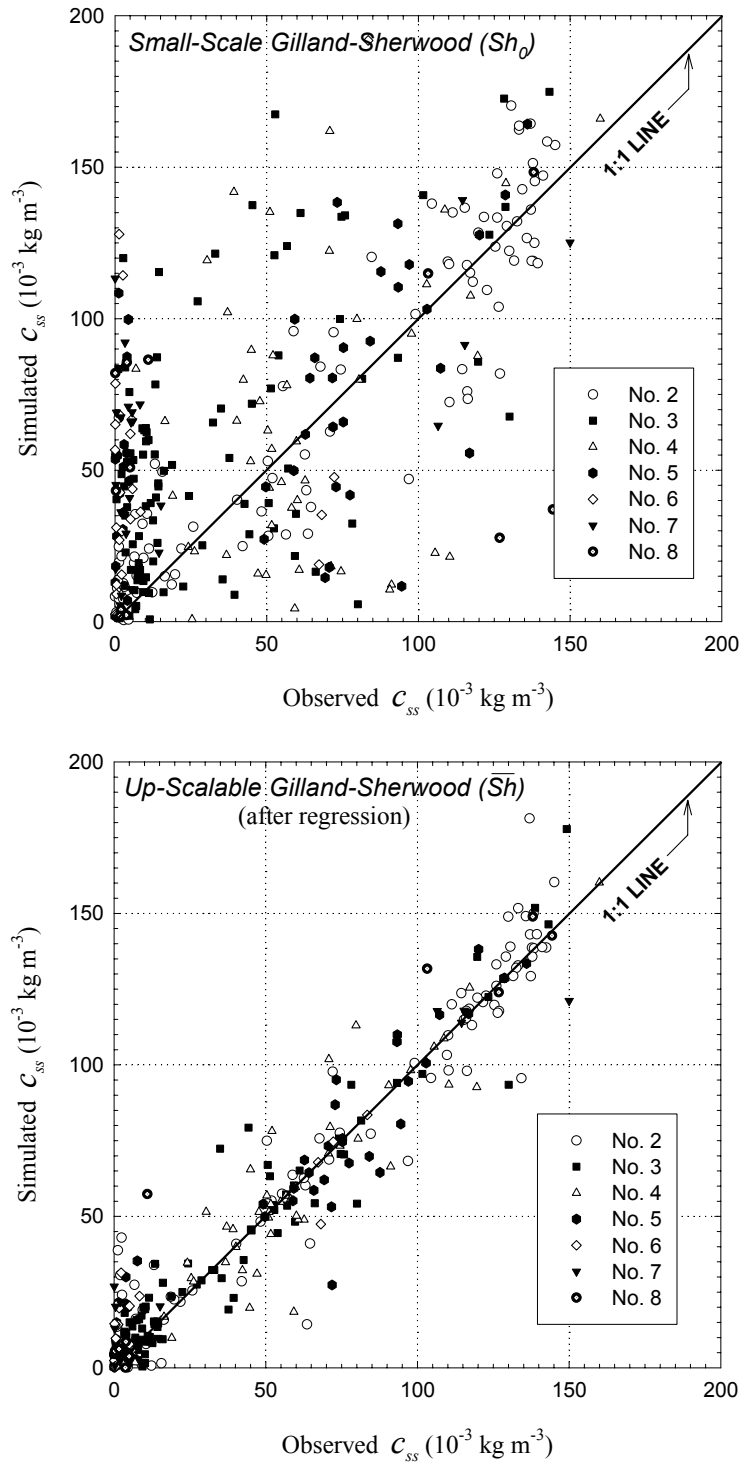 Small-Scale Gilland-Sherwood (Sh0)
200
150
100
50
0
Simulated css (10-3 kg m-3)
1:1 LINE
No. 2
No. 3
No. 4
No. 5
No. 6
No. 7
No. 8
0 50 100 150 200
Observed css (10-3 kg m-3)
Up-Scalable Gilland-Sherwood (S̅h̅)
(after regression)
200
150
100
50
0
Simulated css (10-3 kg m-3)
1:1 LINE
No. 2
No. 3
No. 4
No. 5
No. 6
No. 7
No. 8
0 50 100 150 200
Observed css (10-3 kg m-3)